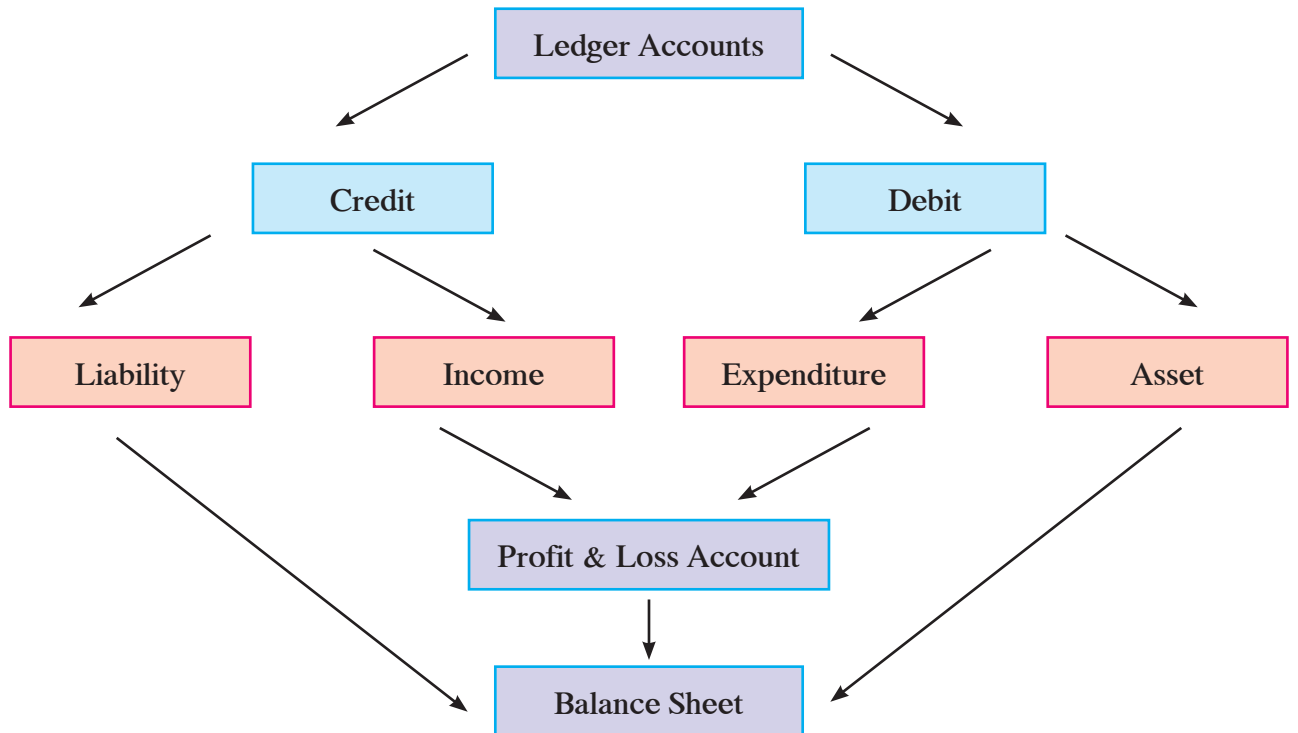 Ledger Accounts
Credit
Debit
Liability
Income
Expenditure
Asset
Profit & Loss Account
Balance Sheet